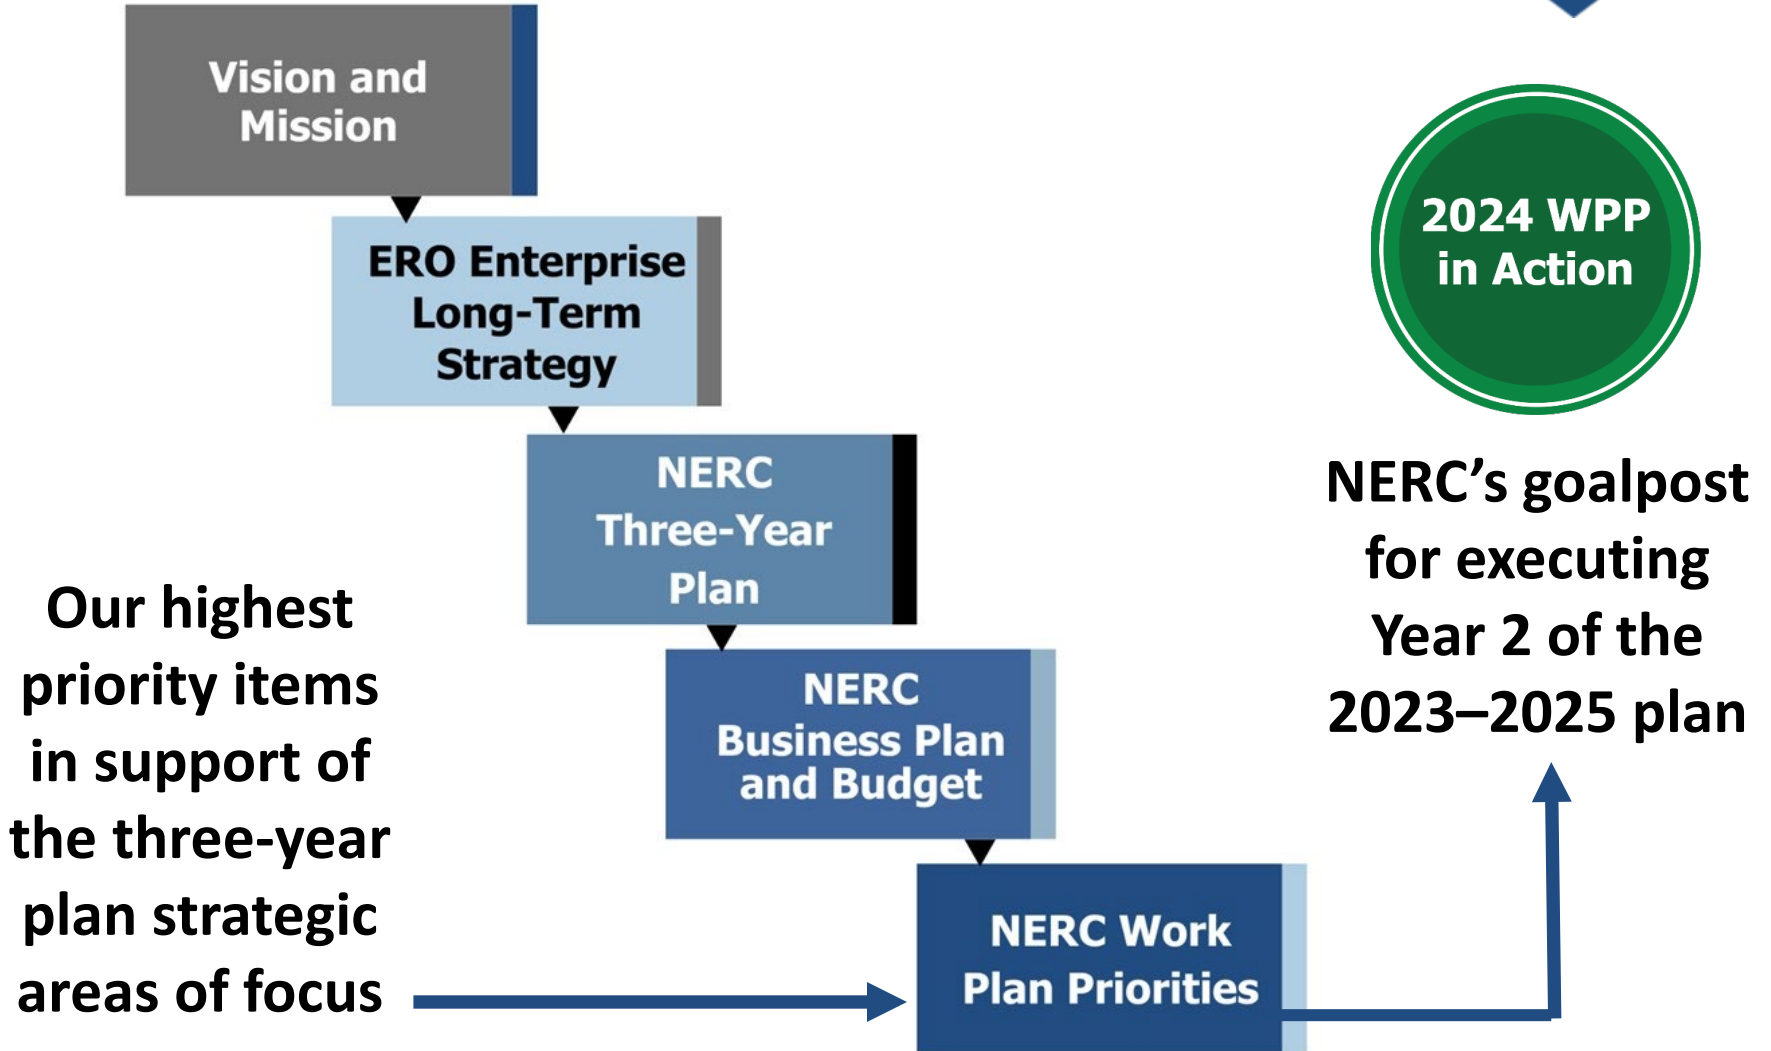 Vision and
Mission
ERO Enterprise
Long-Term
Strategy
NERC
Three-Year
Plan
NERC
Business Plan
and Budget
NERC Work
Plan Priorities
Our highest
priority items
in support of
the three-year
plan strategic
areas of focus
2024 WPP
in Action
NERC’s goalpost
for executing
Year 2 of the
2023–2025 plan